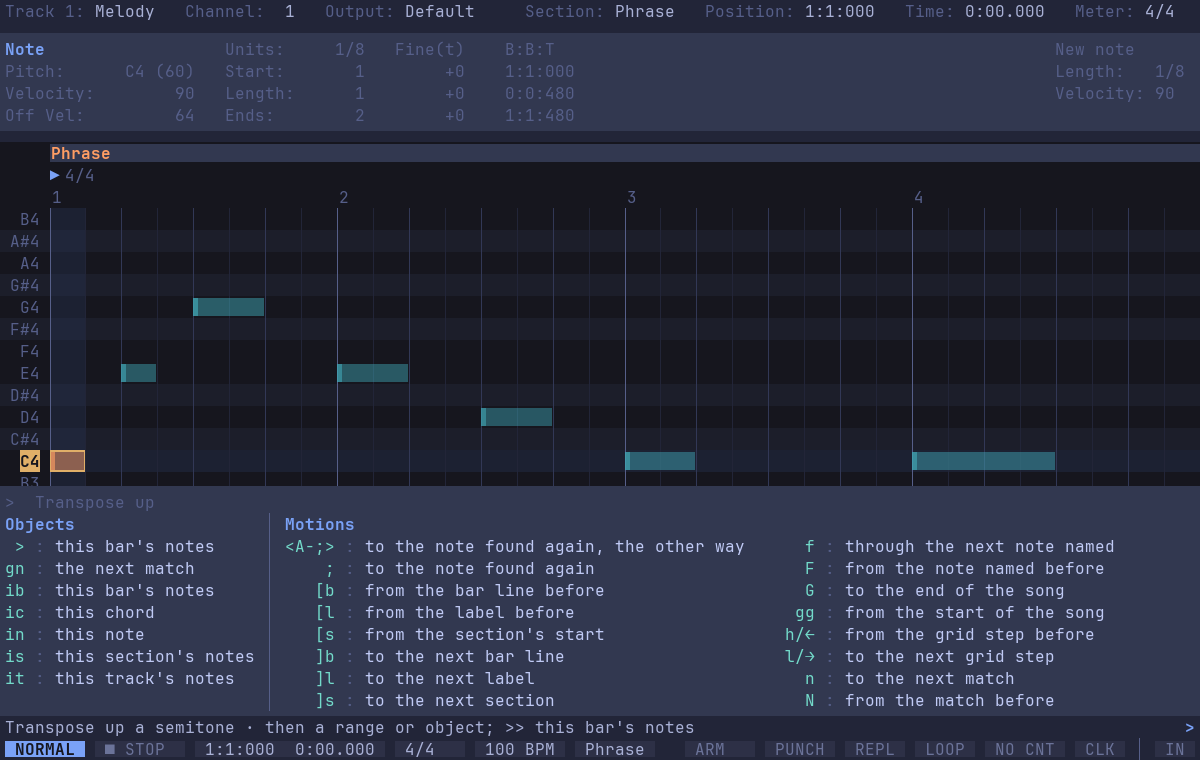 Track 1: Melody Channel: 1 Output: Default Section: Phrase Position: 1:1:000 Time: 0:00.000 Meter: 4/4
Note Units: 1/8 Fine(t) B:B:T New note
Pitch: C4 (60) Start: 1 +0 1:1:000 Length: 1/8
Velocity: 90 Length: 1 +0 0:0:480 Velocity: 90
Off Vel: 64 Ends: 2 +0 1:1:480
Phrase
▶ 4/4
1 2 3 4
B4
A#4
A4
G#4
G4
F#4
F4
E4
D#4
D4
C#4
C4
B3
> Transpose up
Objects Motions
> : this bar's notes <A-;> : to the note found again, the other way f : through the next note named
gn : the next match ; : to the note found again F : from the note named before
ib : this bar's notes [b : from the bar line before G : to the end of the song
ic : this chord [l : from the label before gg : from the start of the song
in : this note [s : from the section's start h/← : from the grid step before
is : this section's notes ]b : to the next bar line l/→ : to the next grid step
it : this track's notes ]l : to the next label n : to the next match
]s : to the next section N : from the match before
Transpose up a semitone · then a range or object; >> this bar's notes >
NORMAL ■ STOP 1:1:000 0:00.000 4/4 100 BPM Phrase ARM PUNCH REPL LOOP NO CNT CLK IN